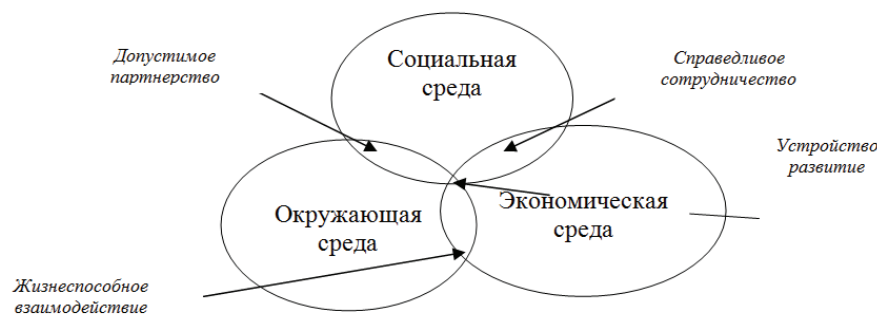 Социальная
среда
Допустимое
партнерство
Справедливое
сотрудничество
Устройство
развитие
Окружающая
среда
Экономическая
среда
Жизнеспособное
взаимодействие